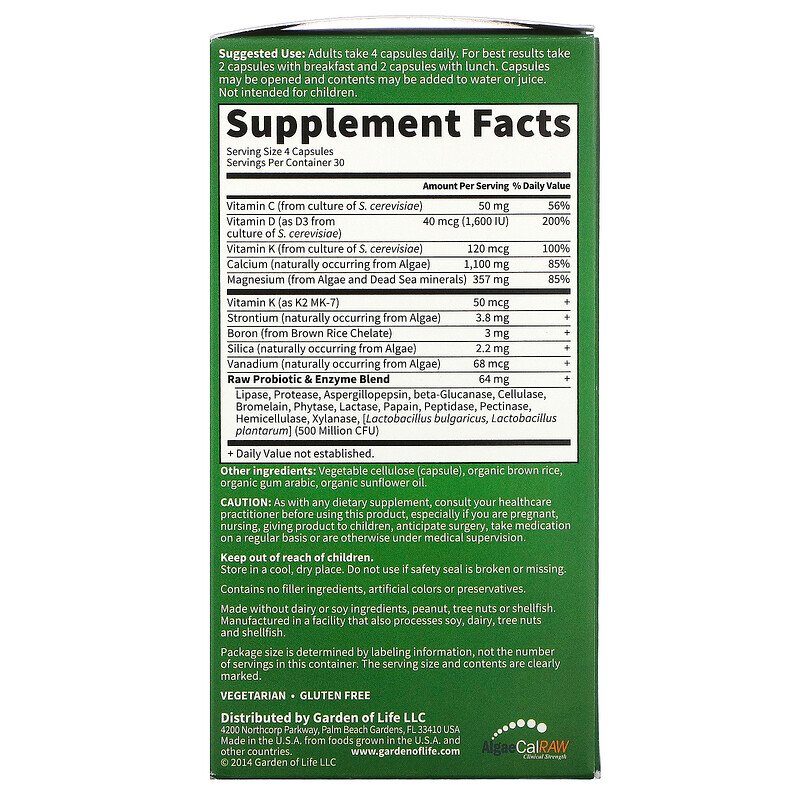 Suggested Use: Adults take 4 capsules daily. For best results take
2 capsules with breakfast and 2 capsules with lunch. Capsules
may be opened and contents may be added to water or juice.
Not intended for children.
Supplement Facts
Serving Size 4 Capsules
Servings Per Container 30
Amount Per Serving % Daily Value
Vitamin C (from culture of S. cerevisiae) 50 mg 56%
Vitamin D (as D3 from 40 mcg (1,600 IU) 200%
culture of S. cerevisiae)
Vitamin K (from culture of S. cerevisiae) 120 mcg 100%
Calcium (naturally occurring from Algae) 1,100 mg 85%
Magnesium (from Algae and Dead Sea minerals) 357 mg 85%
Vitamin K (as K2 MK-7) 50 mcg +
Strontium (naturally occurring from Algae) 3.8 mg +
Boron (from Brown Rice Chelate) 3 mg +
Silica (naturally occurring from Algae) 2.2 mg +
Vanadium (naturally occurring from Algae) 68 mcg +
Raw Probiotic & Enzyme Blend 64 mg +
Lipase, Protease, Aspergillopepsin, beta-Glucanase, Cellulase,
Bromelain, Phytase, Lactase, Papain, Peptidase, Pectinase,
Hemicellulase, Xylanase, [Lactobacillus bulgaricus, Lactobacillus
plantarum] (500 Million CFU)
+ Daily Value not established.
Other ingredients: Vegetable cellulose (capsule), organic brown rice,
organic gum arabic, organic sunflower oil.
CAUTION: As with any dietary supplement, consult your healthcare
practitioner before using this product, especially if you are pregnant,
nursing, giving product to children, anticipate surgery, take medication
on a regular basis or are otherwise under medical supervision.
Keep out of reach of children.
Store in a cool, dry place. Do not use if safety seal is broken or missing.
Contains no filler ingredients, artificial colors or preservatives.
Made without dairy or soy ingredients, peanut, tree nuts or shellfish.
Manufactured in a facility that also processes soy, dairy, tree nuts
and shellfish.
Package size is determined by labeling information, not the number
of servings in this container. The serving size and contents are clearly
marked.
VEGETARIAN • GLUTEN FREE
Distributed by Garden of Life LLC
4200 Northcorp Parkway, Palm Beach Gardens, FL 33410 USA
Made in the U.S.A. from foods grown in the U.S.A. and
other countries. www.gardenoflife.com
© 2014 Garden of Life LLC
AlgaeCalRAW
Clinical Strength